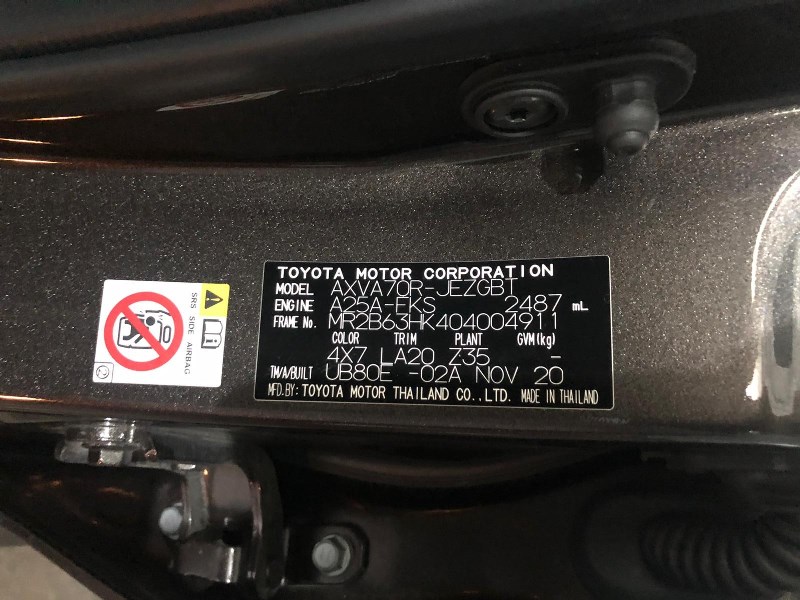 TOYOTA MOTOR CORPORATION
MODEL AXVA70R-JEZGBT
ENGINE A25A-FKS 2487 mL
FRAME No. MR2B63HK404004911
COLOR TRIM PLANT GVM(kg)
4X7 LA20 Z35 -
TM/A/BUILT UB80E -02A NOV 20
MFD.BY: TOYOTA MOTOR THAILAND CO.,LTD. MADE IN THAILAND
SRS SIDE AIRBAG